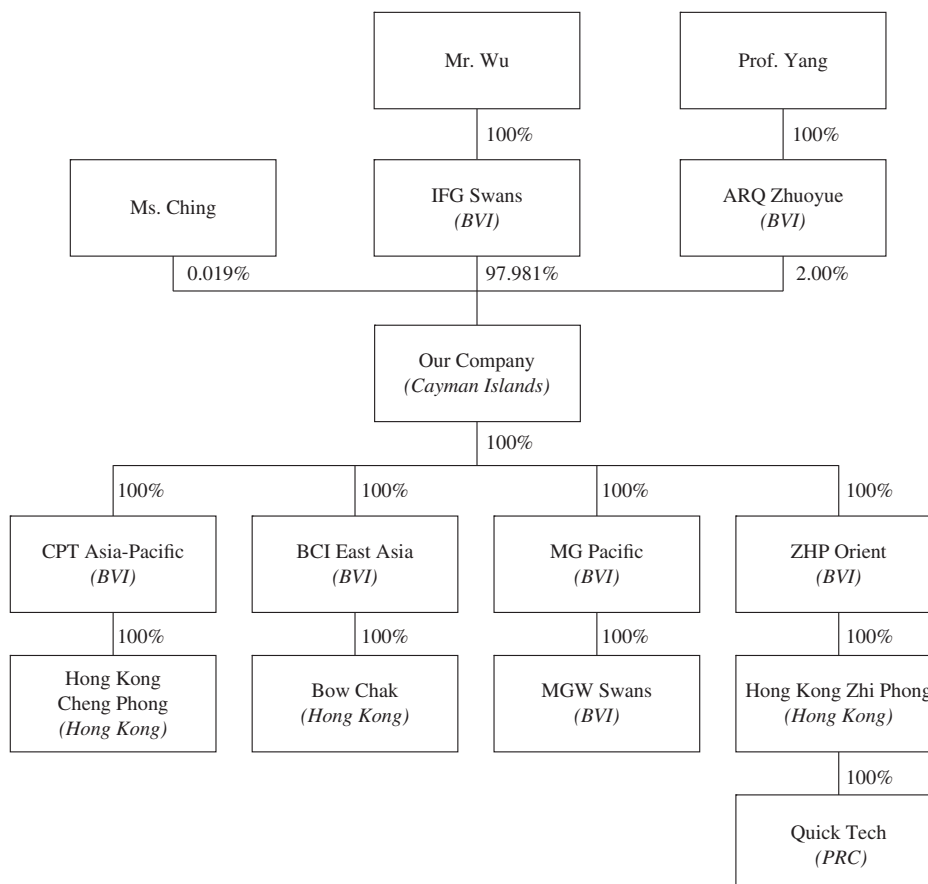 Mr. Wu
Prof. Yang
100%
100%
Ms. Ching
IFG Swans
(BVI)
ARQ Zhuoyue
(BVI)
0.019%
97.981%
2.00%
Our Company
(Cayman Islands)
100%
100%
100%
100%
100%
CPT Asia-Pacific
(BVI)
BCI East Asia
(BVI)
MG Pacific
(BVI)
ZHP Orient
(BVI)
100%
100%
100%
100%
Hong Kong
Cheng Phong
(Hong Kong)
Bow Chak
(Hong Kong)
MGW Swans
(BVI)
Hong Kong Zhi Phong
(Hong Kong)
100%
Quick Tech
(PRC)